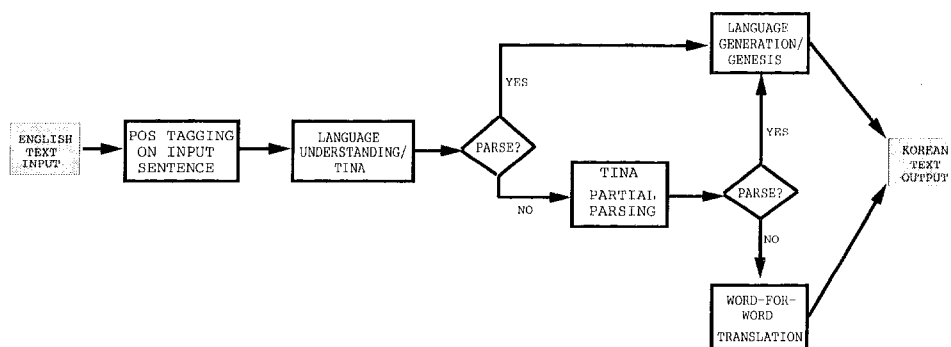 ENGLISH
TEXT
INPUT
POS TAGGING
ON INPUT
SENTENCE
LANGUAGE
UNDERSTANDING/
TINA
PARSE?
YES
NO
TINA
PARTIAL
PARSING
PARSE?
YES
NO
LANGUAGE
GENERATION/
GENESIS
WORD-FOR-
WORD
TRANSLATION
KOREAN
TEXT
OUTPUT